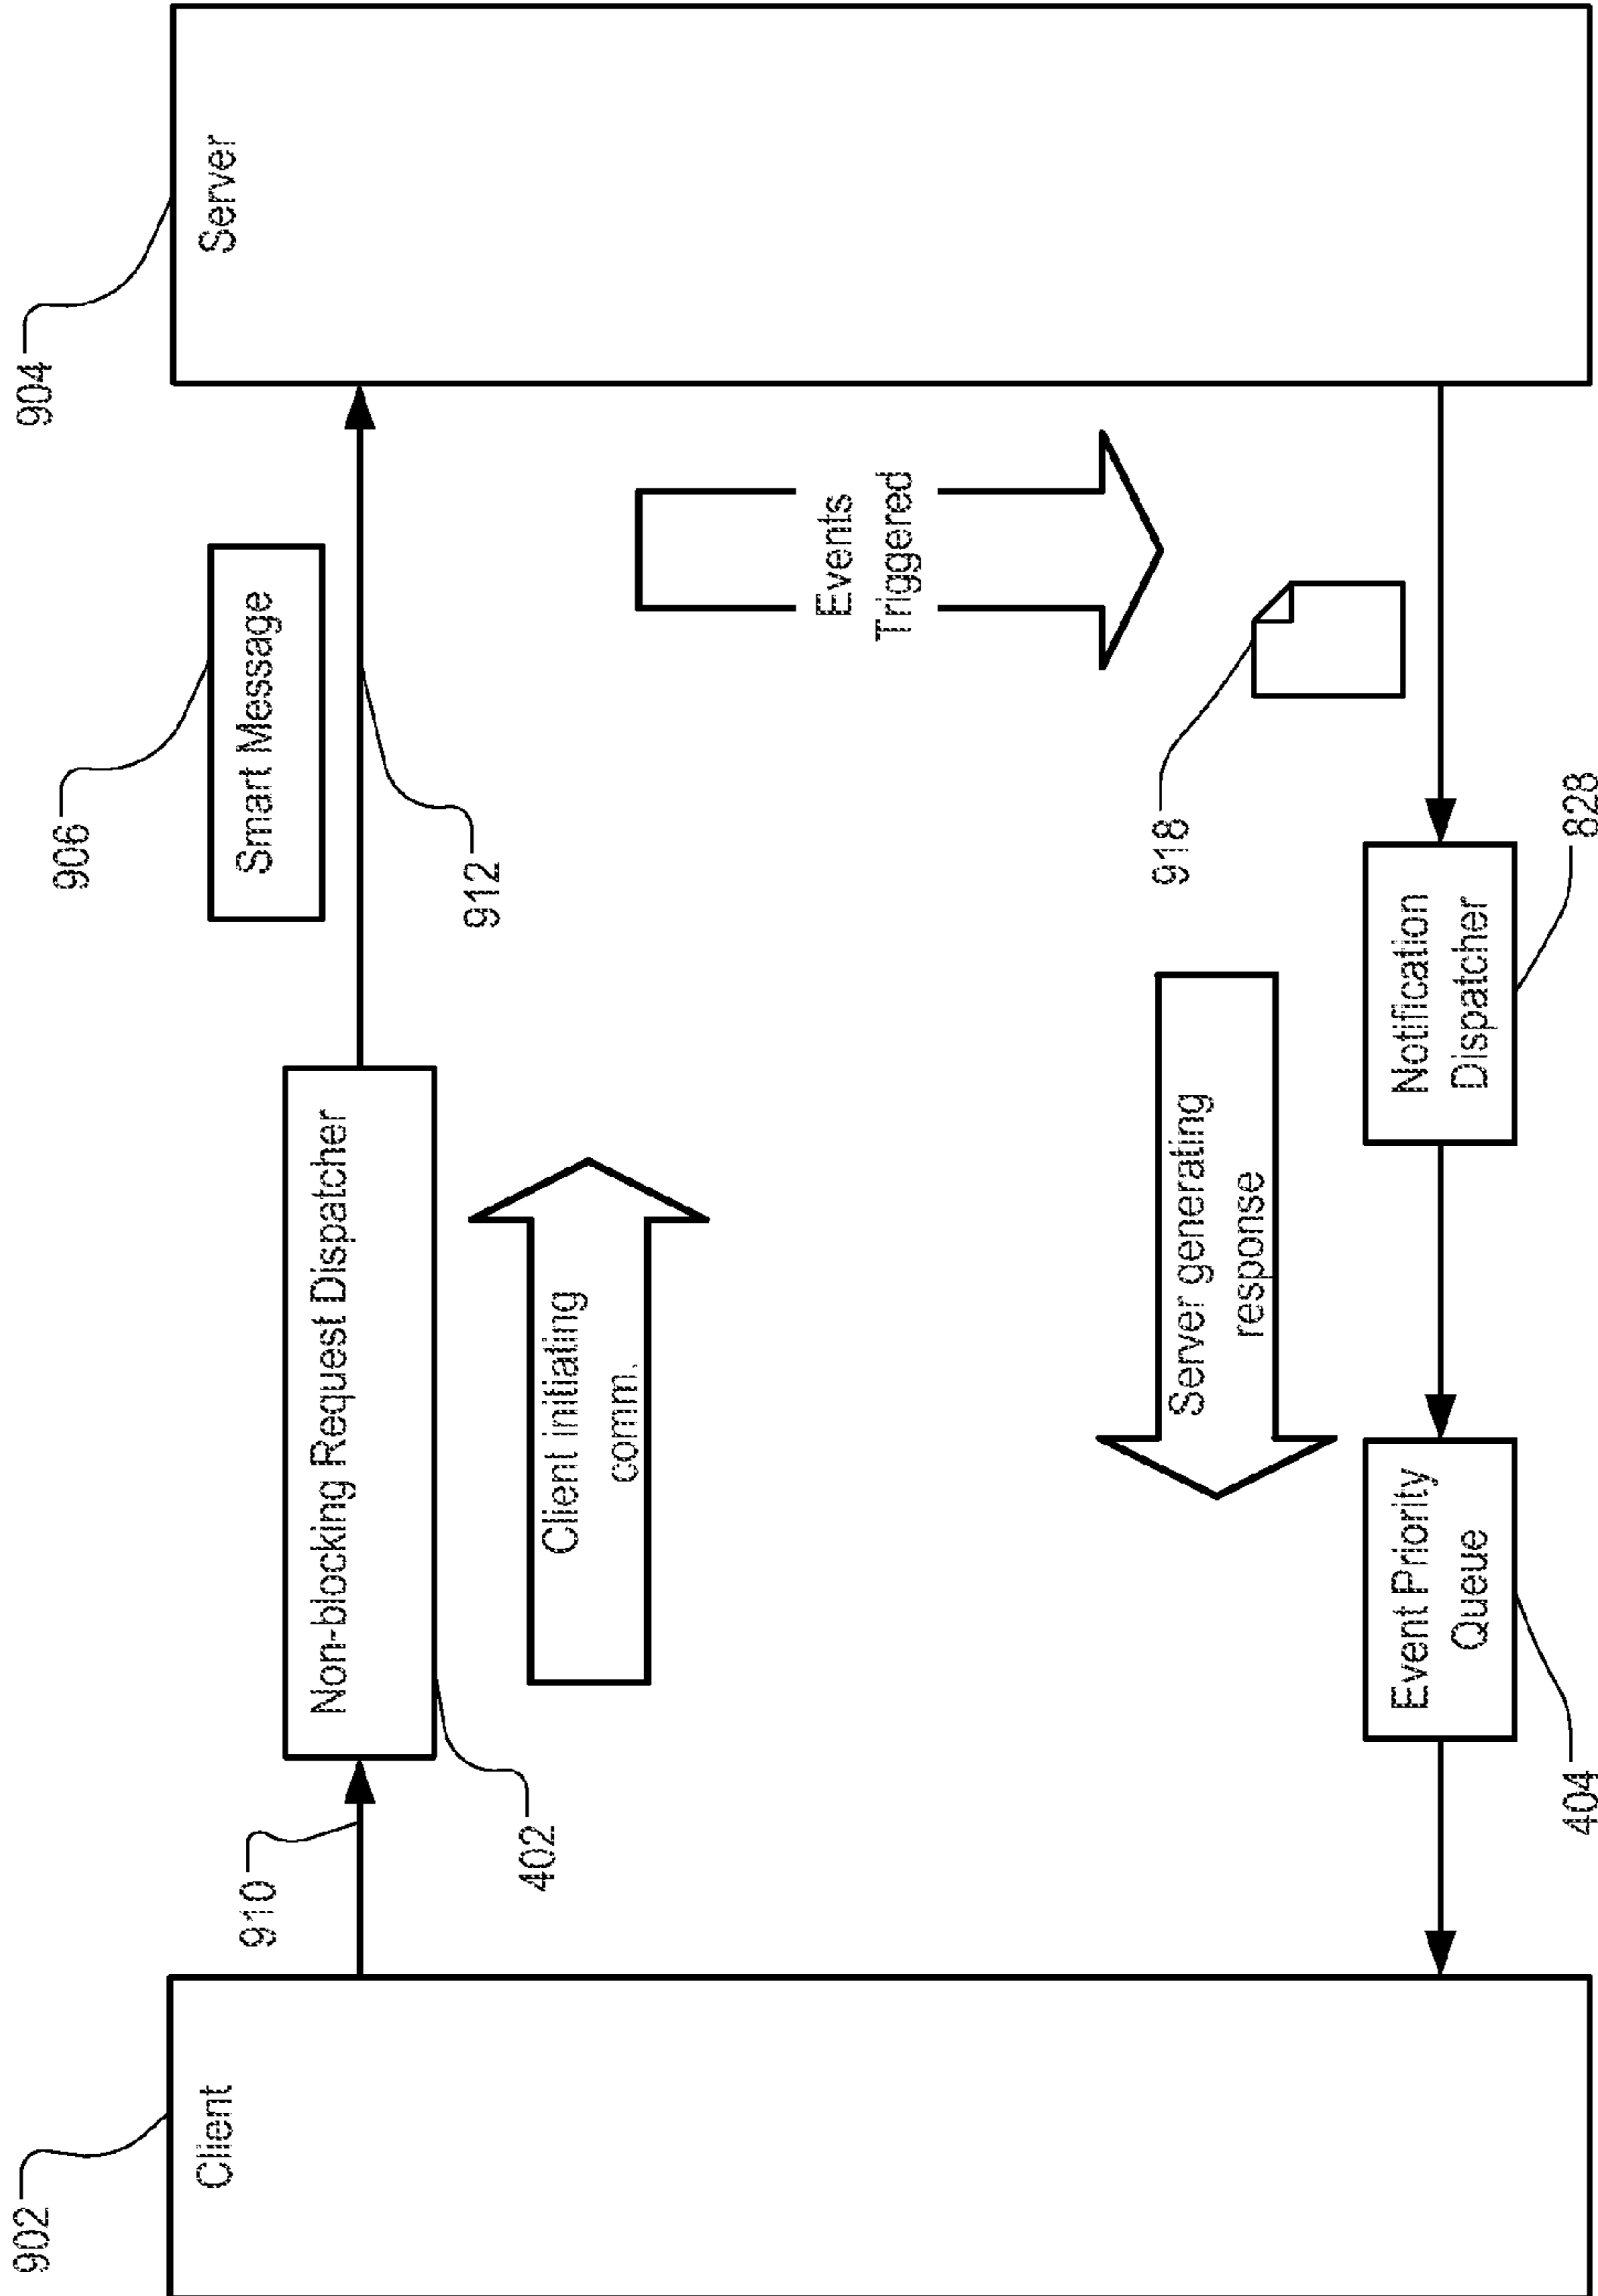 902
Client
910
Non-blocking Request Dispatcher
402
Client initiating
comm.
906
Smart Message
912
904
Server
Events
Triggered
918
Server generating
response
Event Priority
Queue
404
Notification
Dispatcher
828